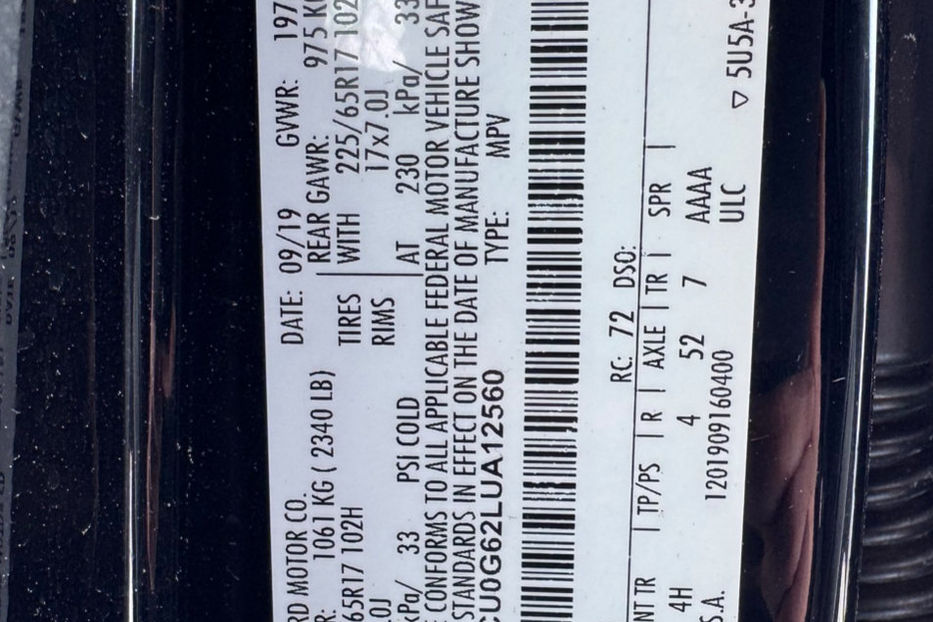 RD MOTOR CO. DATE: 09/19 GVWR: 197
R: 1061 KG ( 2340 LB) REAR GAWR: 975 K
65R17 102H TIRES WITH 225/65R17 102
.0J RIMS 17x7.0J
kPa/ 33 PSI COLD AT 230 kPa/ 33
E CONFORMS TO ALL APPLICABLE FEDERAL MOTOR VEHICLE SAF
STANDARDS IN EFFECT ON THE DATE OF MANUFACTURE SHOW
CU0G62LUA12560 TYPE: MPV
RC: 72 DSO:
INT TR TP/PS R AXLE TR SPR
4H 4 52 7 AAAA
S.A. 1201909160400 ULC
▽ 5U5A-3